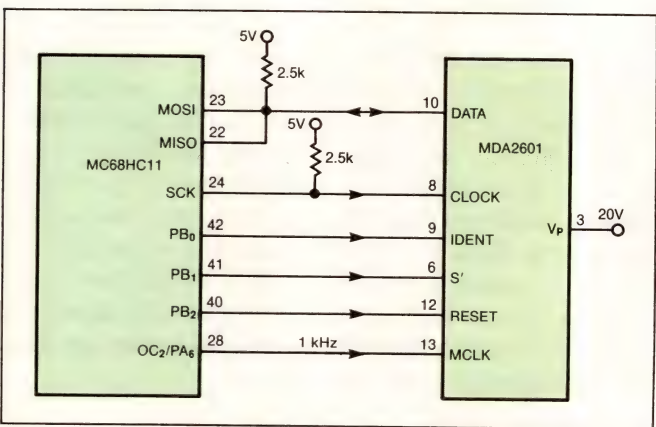 5V
2.5k
MOSI 23 10 DATA
MISO 22
5V
MC68HC11 MDA2601
2.5k
SCK 24 8 CLOCK
PB0 42 9 IDENT
VP 3 20V
PB1 41 6 S'
PB2 40 12 RESET
OC2/PA6 28 1 kHz 13 MCLK